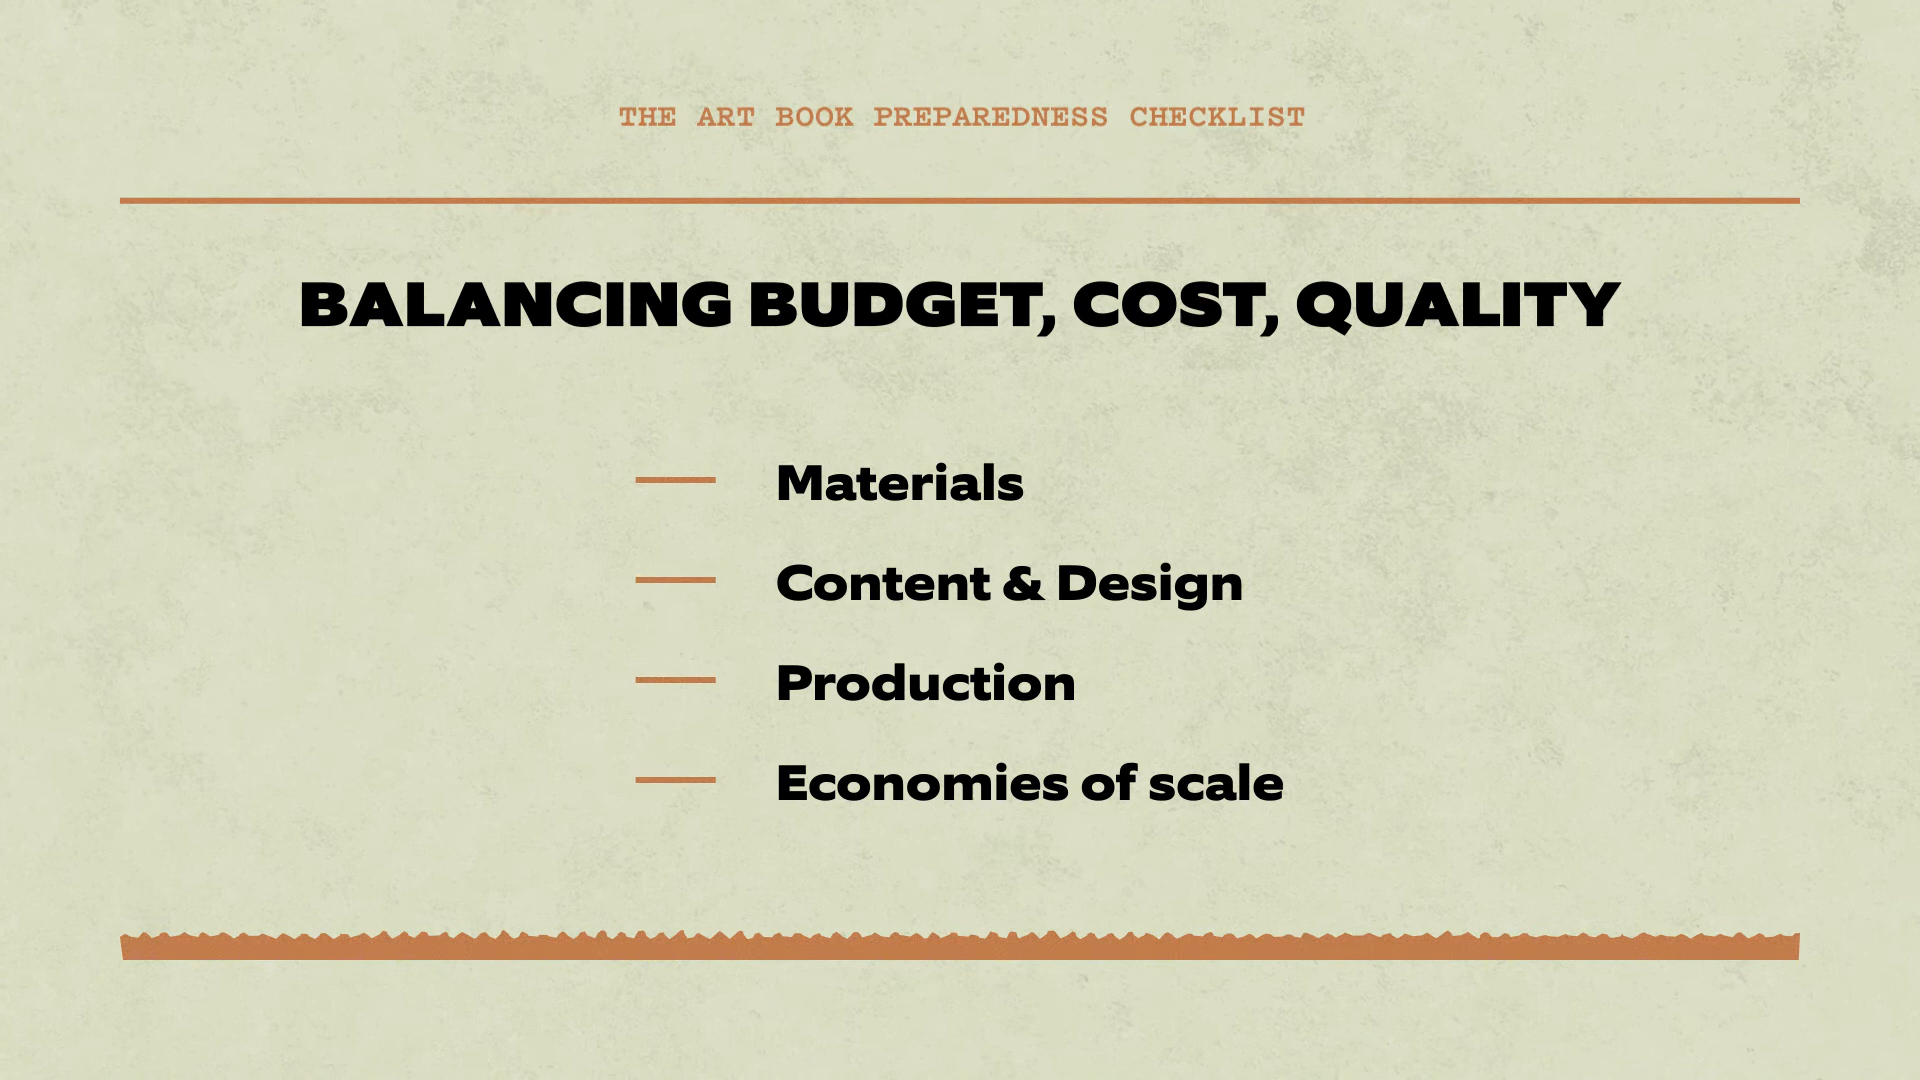 THE ART BOOK PREPAREDNESS CHECKLIST
BALANCING BUDGET, COST, QUALITY
Materials
Content & Design
Production
Economies of scale